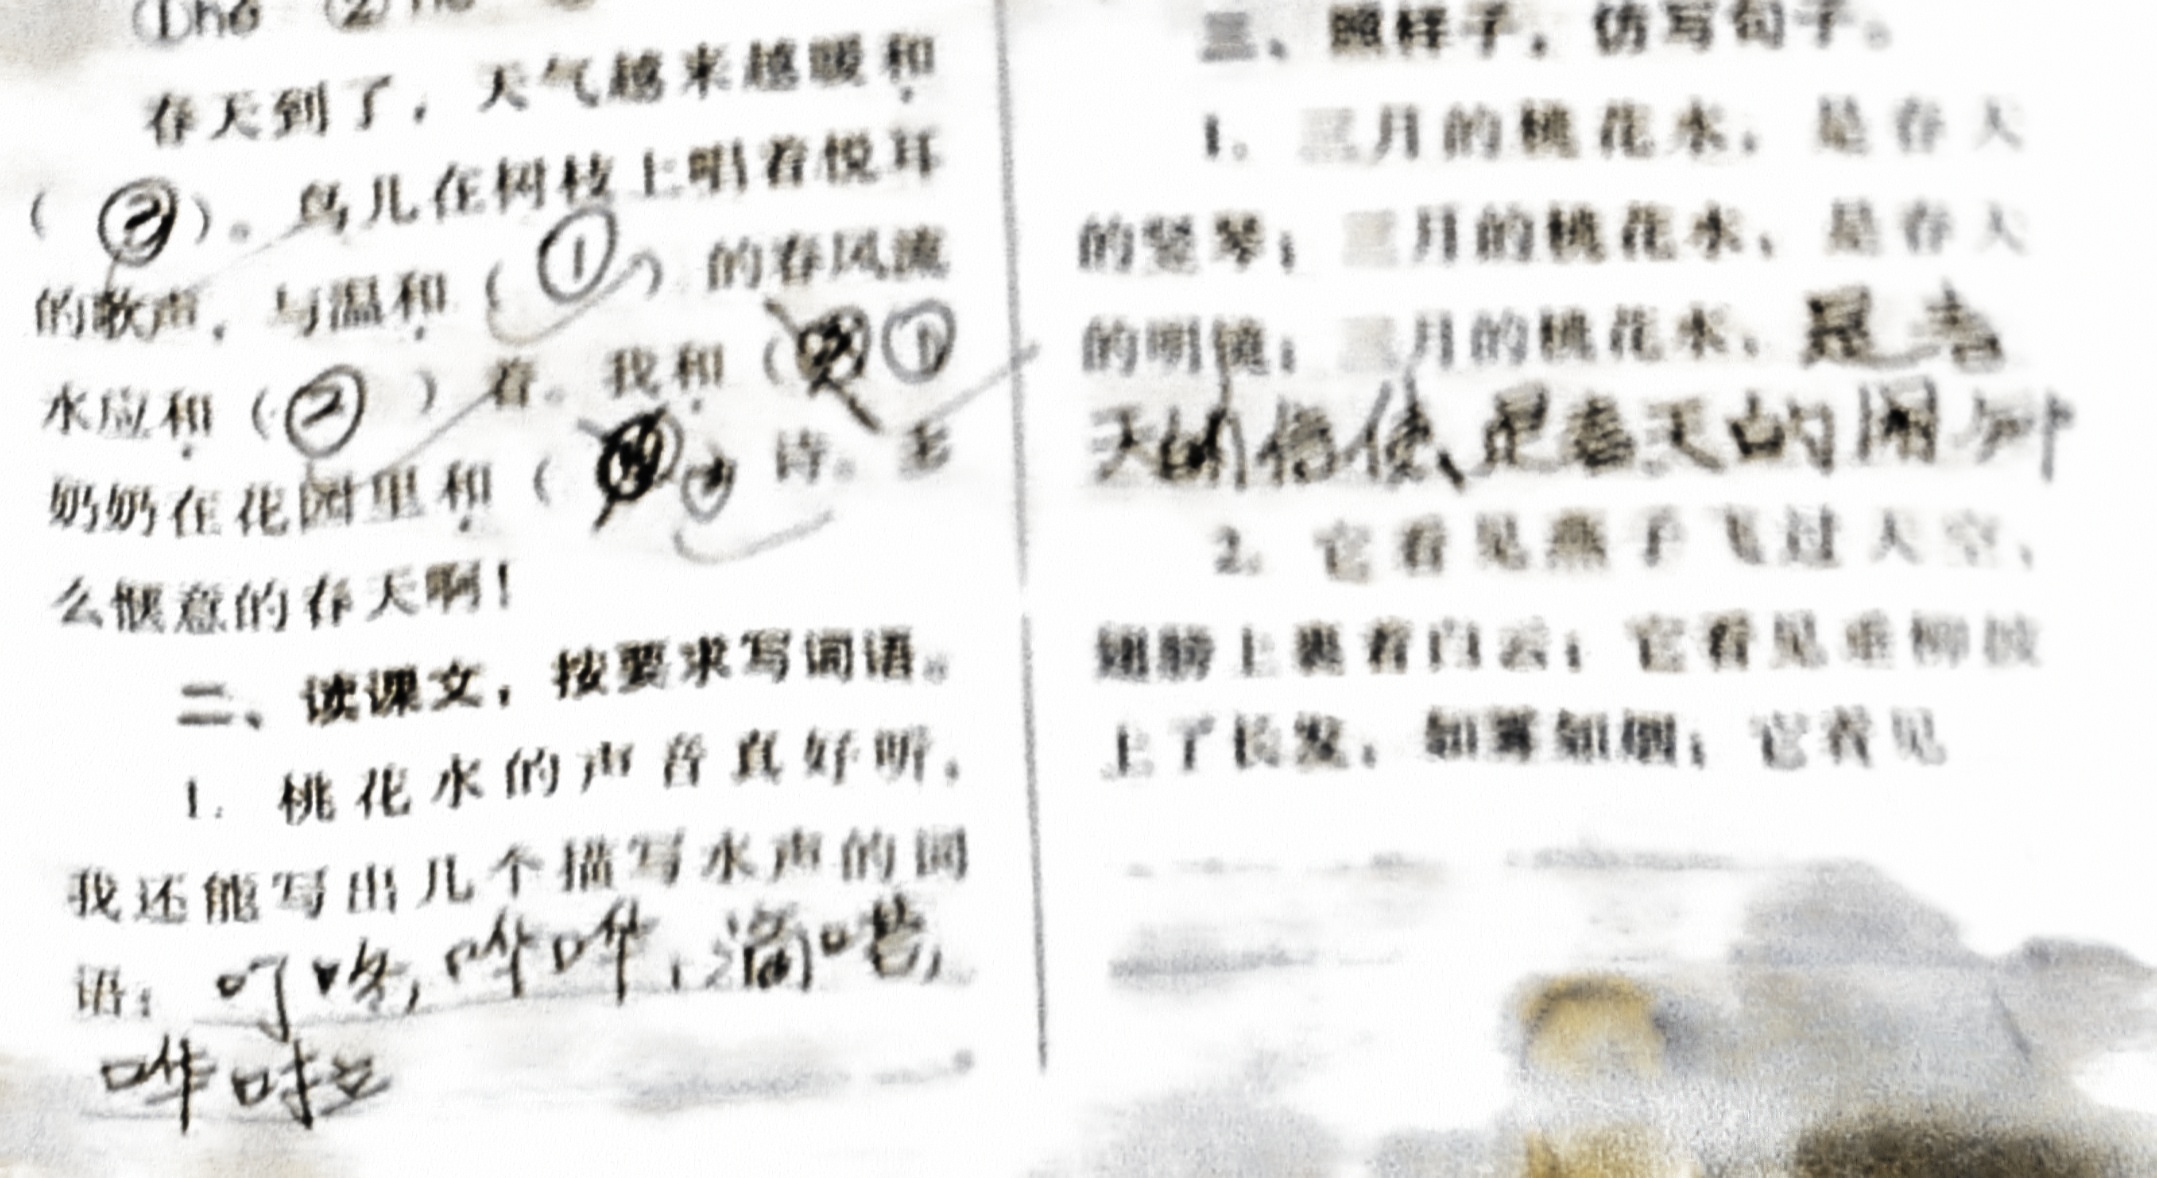 ①hé ②
春天到了，天气越来越暖和
（②）。鸟儿在树枝上唱着悦耳
的歌声，与温和（①）的春风流
水应和（②）着。我和（①
奶奶在花园里和（ 诗。多
么惬意的春天啊！
二、读课文，按要求写词语。
1. 桃花水的声音真好听，
我还能写出几个描写水声的词
语：叮咚，哗哗，滴嗒，
哗啦
三、照样子，仿写句子。
1. 三月的桃花水，是春天
的竖琴；三月的桃花水，是春天
的明镜；三月的桃花水，是春
天的信使、是春天的闹钟
2. 它看见燕子飞过天空，
翅膀上裹着白云；它看见垂柳披
上了长发，如雾如烟；它看见